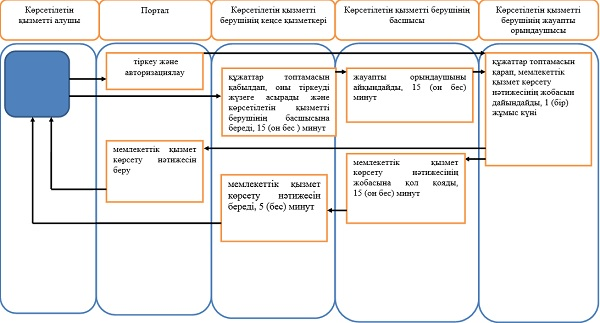 Көрсетілетін
қызметті алушы
Портал
Көрсетілетін қызметті
берушінің кеңсе қызметкері
Көрсетілетін қызметті берушінің
басшысы
Көрсетілетін қызметті
берушінің жауапты
орындаушысы
тіркеу және
авторизациялау
құжаттар топтамасын
қабылдап, оны тіркеуді
жүзеге асырады және
көрсетілетін қызметті
берушінің басшысына
береді, 15 (он бес ) минут
жауапты орындаушыны
айқындайды, 15 (он бес)
минут
құжаттар топтамасын
қарап, мемлекеттік
қызмет көрсету
нәтижесінің жобасын
дайындайды, 1 (бір)
жұмыс күні
мемлекеттік қызмет
көрсету нәтижесін
беру
мемлекеттік қызмет
көрсету нәтижесін
береді, 5 (бес) минут
мемлекеттік қызмет
көрсету нәтижесінің
жобасына қол қояды,
15 (он бес) минут